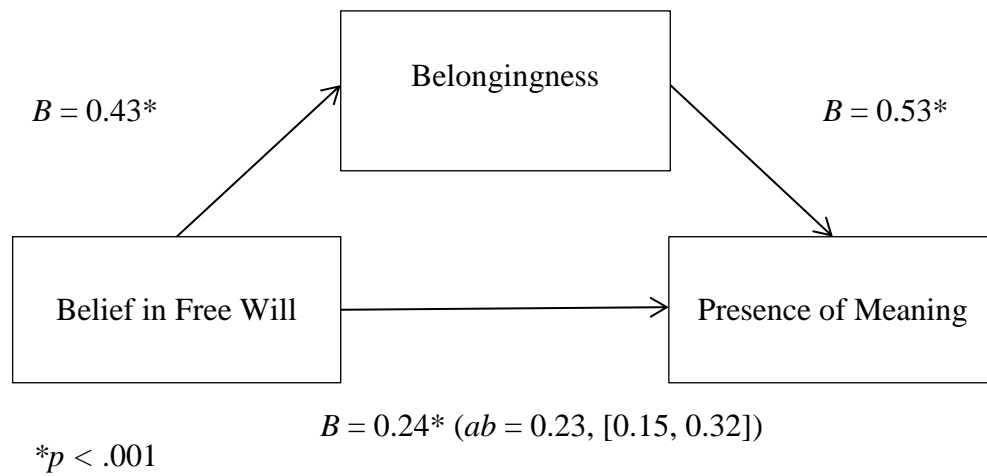 Belongingness
B = 0.43*
B = 0.53*
Belief in Free Will
Presence of Meaning
B = 0.24* (ab = 0.23, [0.15, 0.32])
*p < .001